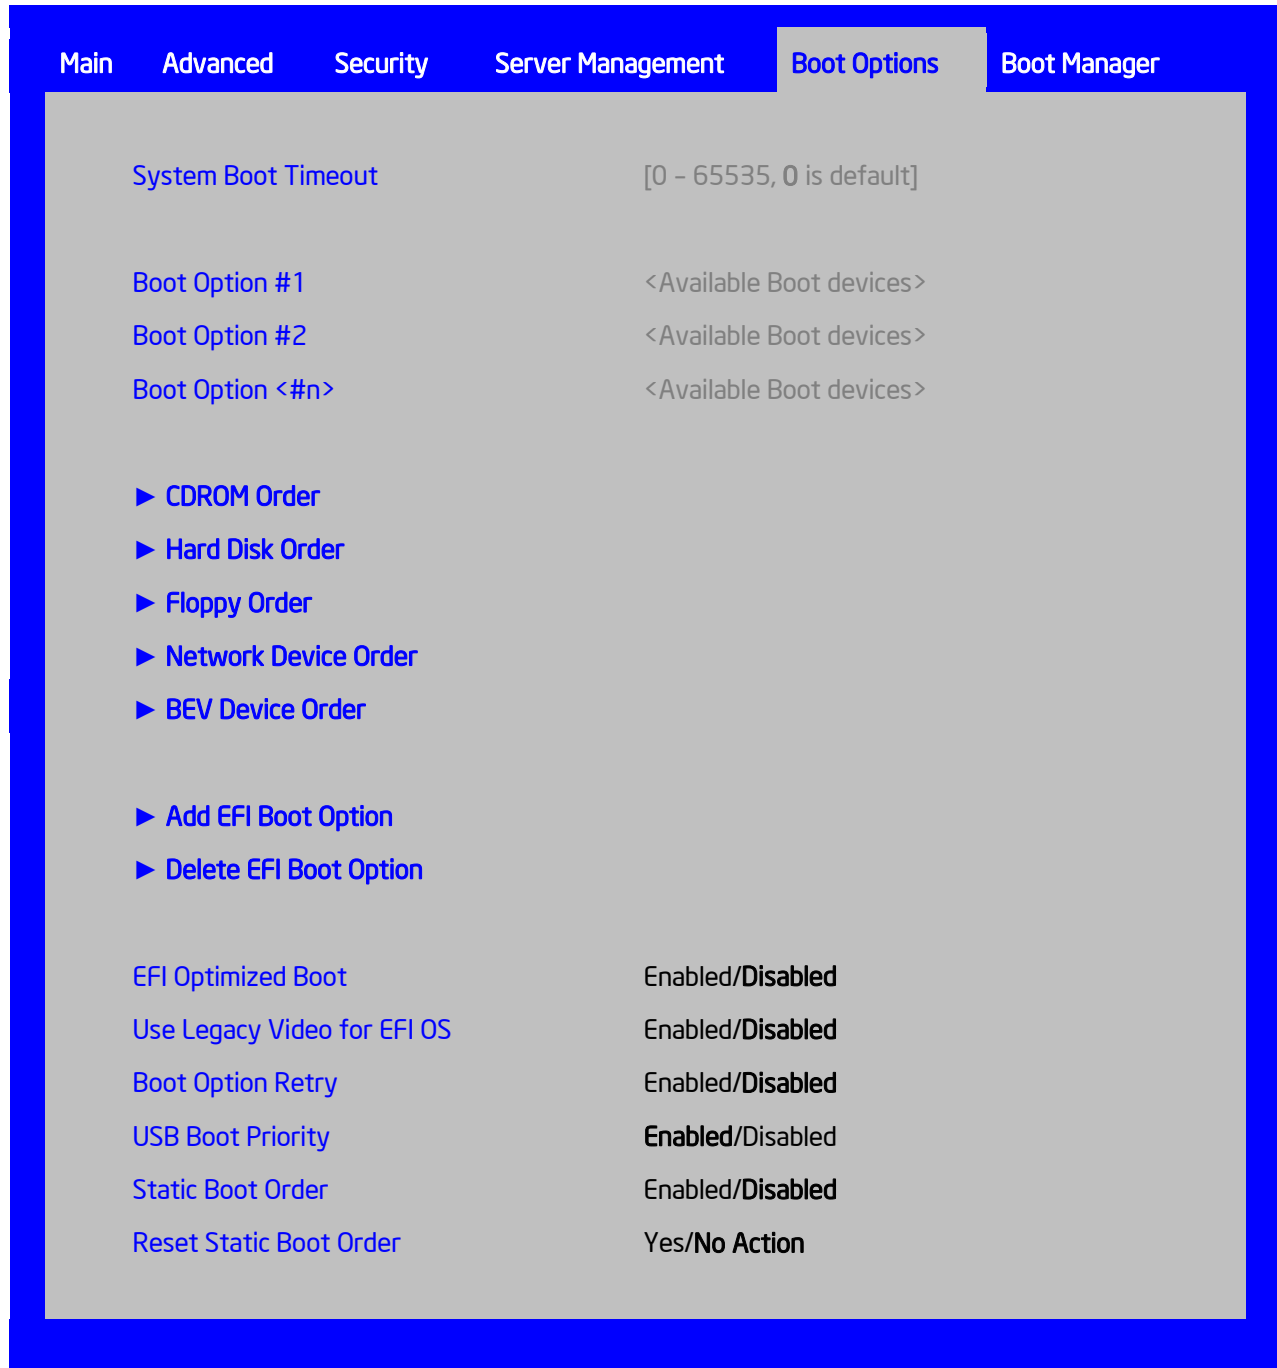 Main Advanced Security Server Management Boot Options Boot Manager
System Boot Timeout [0 – 65535, 0 is default]
Boot Option #1 <Available Boot devices>
Boot Option #2 <Available Boot devices>
Boot Option <#n> <Available Boot devices>
► CDROM Order
► Hard Disk Order
► Floppy Order
► Network Device Order
► BEV Device Order
► Add EFI Boot Option
► Delete EFI Boot Option
EFI Optimized Boot Enabled/Disabled
Use Legacy Video for EFI OS Enabled/Disabled
Boot Option Retry Enabled/Disabled
USB Boot Priority Enabled/Disabled
Static Boot Order Enabled/Disabled
Reset Static Boot Order Yes/No Action